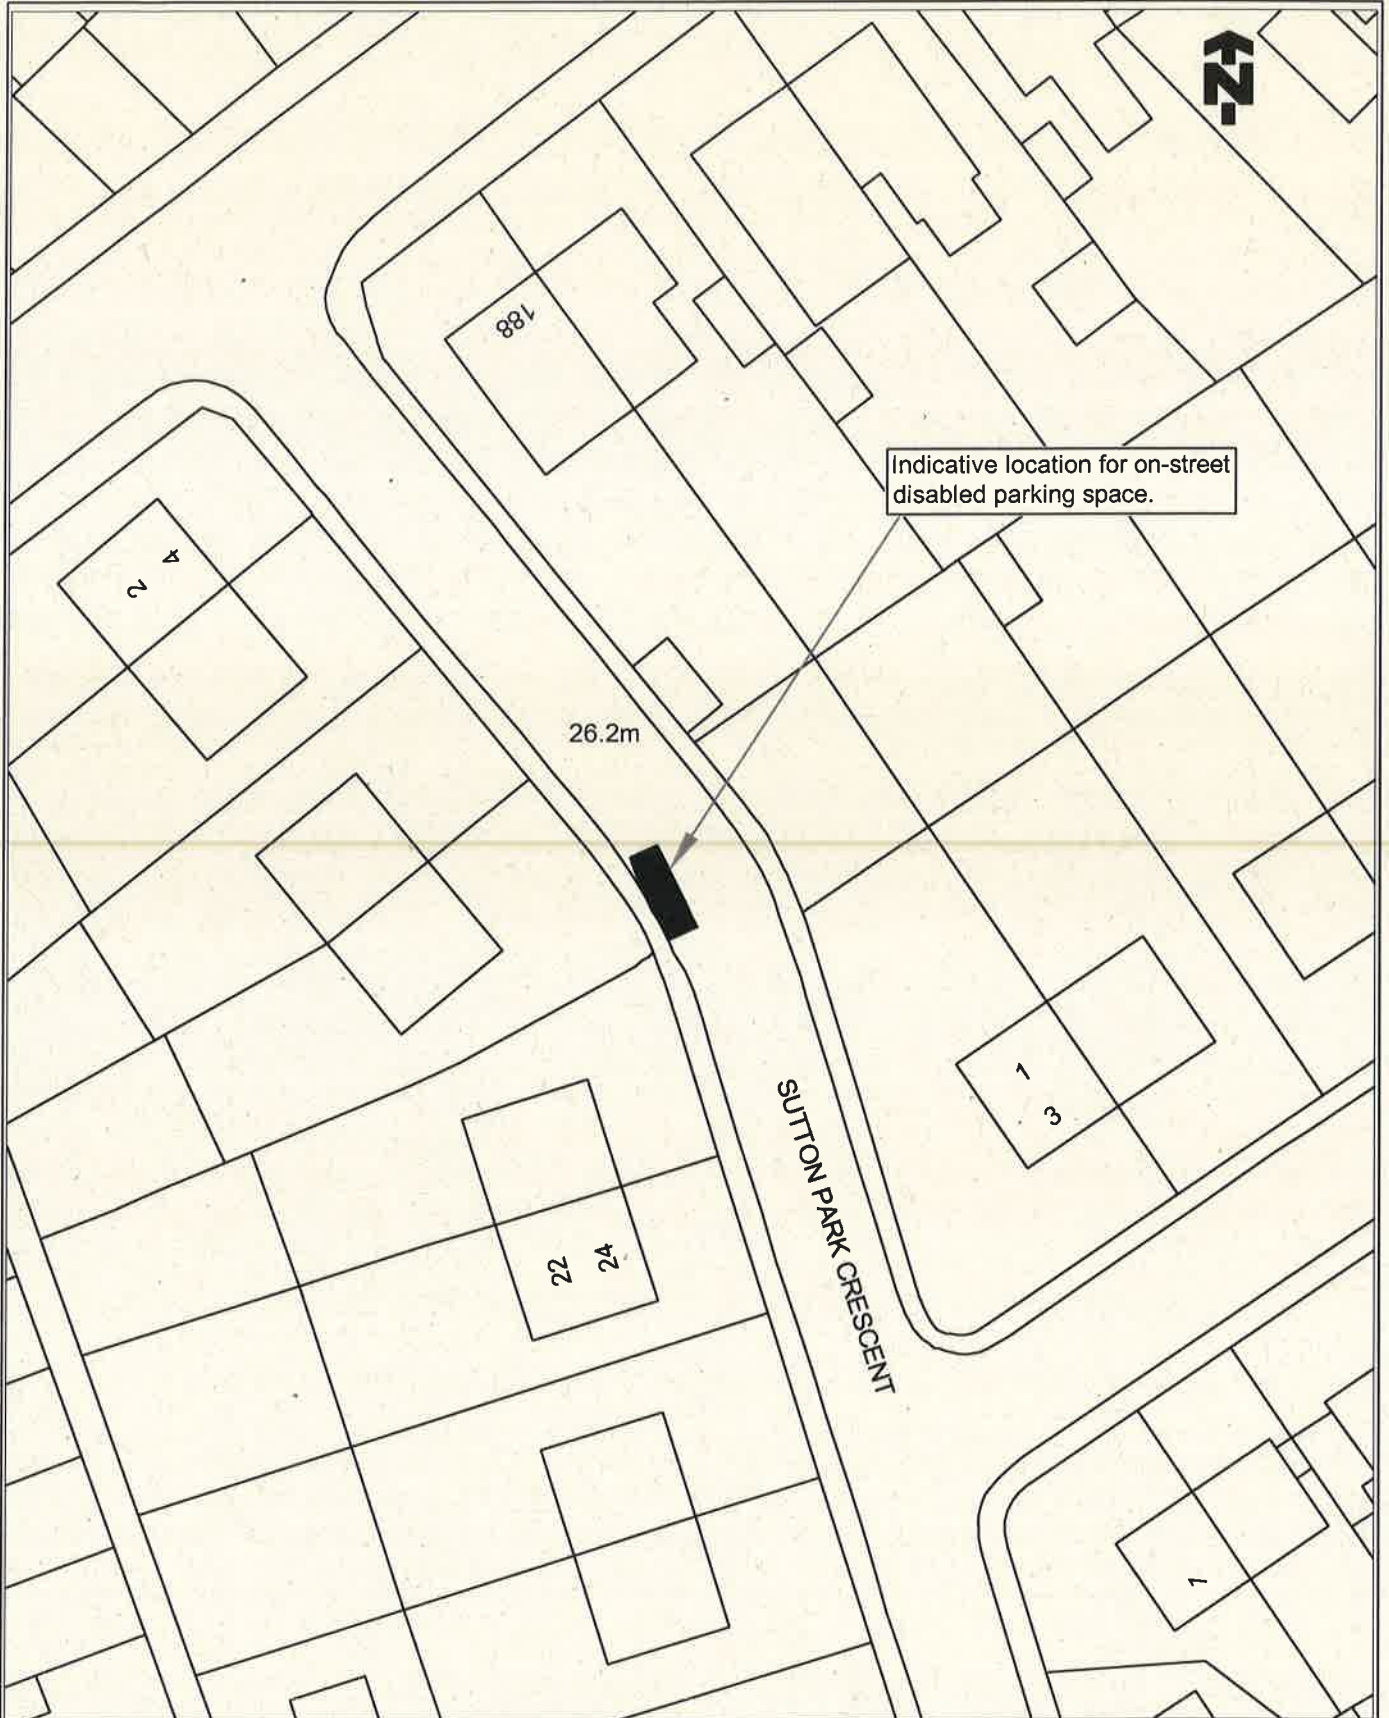 N
188
Indicative location for on-street
disabled parking space.
4
2
26.2m
1
3
SUTTON PARK CRESCENT
24
22
7